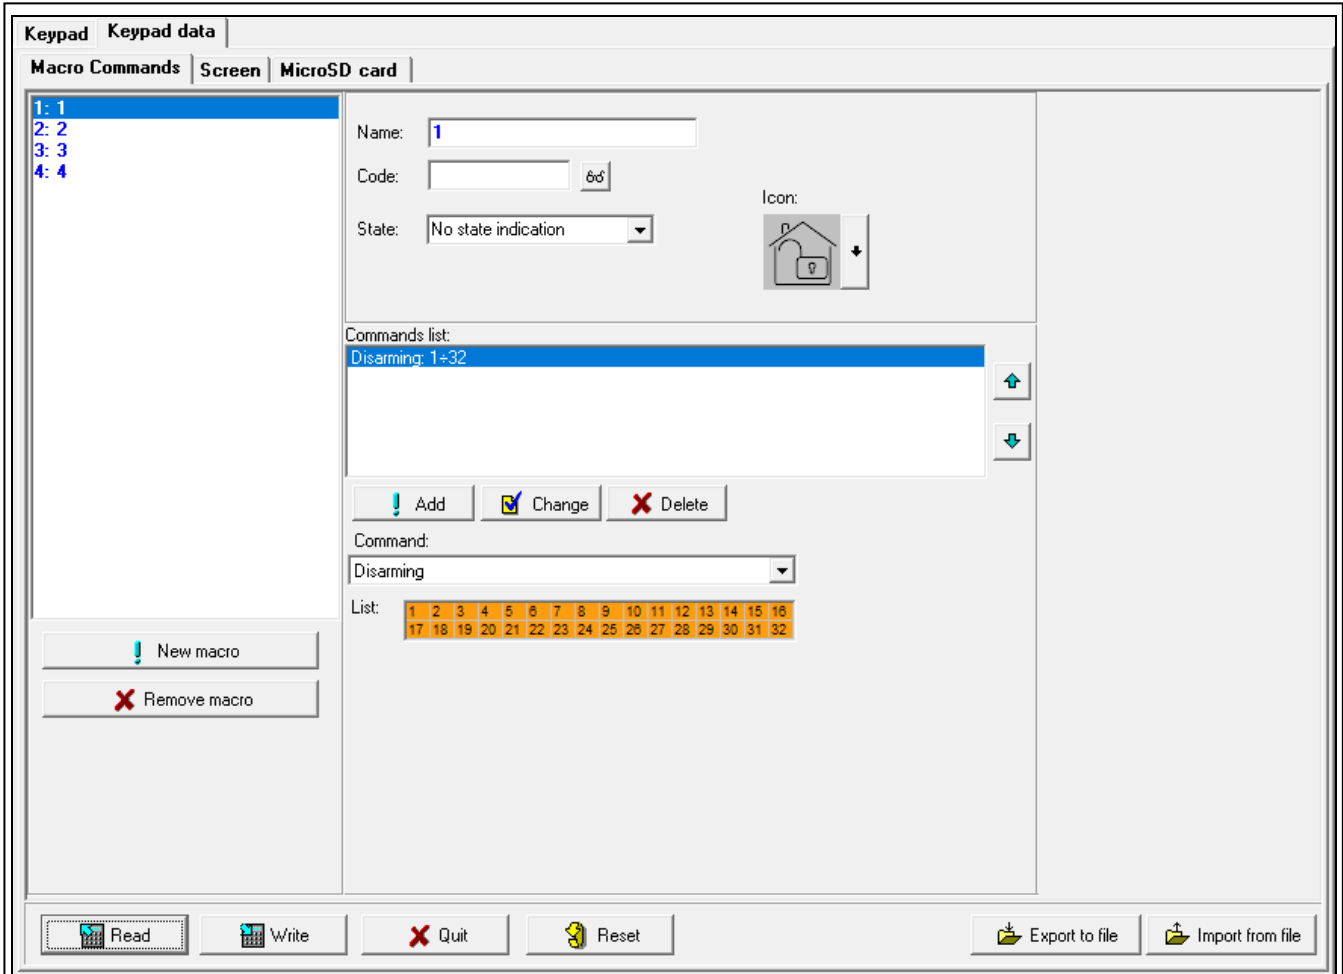 Keypad Keypad data
Macro Commands Screen MicroSD card
1: 1
2: 2
3: 3
4: 4
Name: 1
Code:
Icon:
State: No state indication
Commands list:
Disarming: 1÷32
Add Change Delete
Command:
Disarming
List: 1 2 3 4 5 6 7 8 9 10 11 12 13 14 15 16
17 18 19 20 21 22 23 24 25 26 27 28 29 30 31 32
New macro
Remove macro
Read Write Quit Reset Export to file Import from file